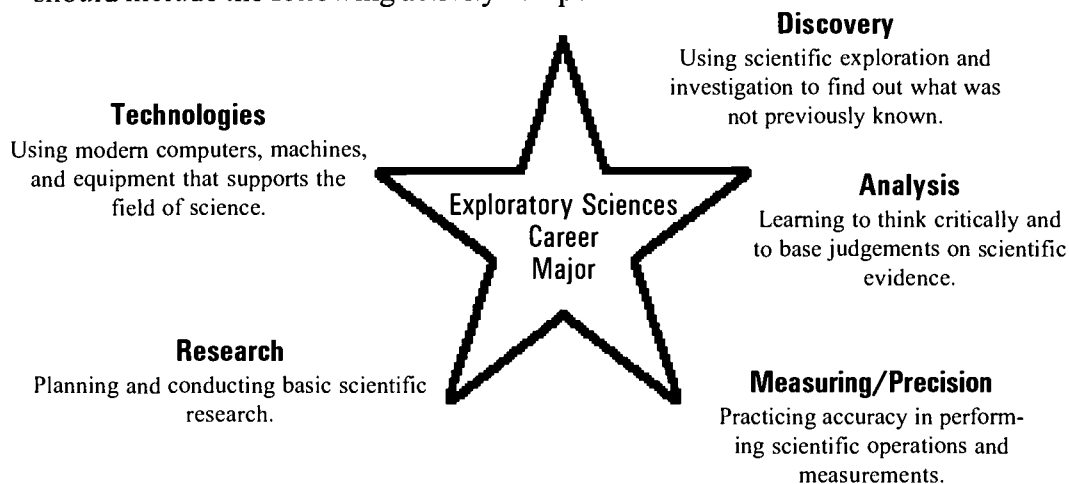 Discovery
Using scientific exploration and
investigation to find out what was
not previously known.
Technologies
Using modern computers, machines,
and equipment that supports the
field of science.
Exploratory Sciences
Career
Major
Analysis
Learning to think critically and
to base judgements on scientific
evidence.
Research
Planning and conducting basic scientific
research.
Measuring/Precision
Practicing accuracy in perform-
ing scientific operations and
measurements.